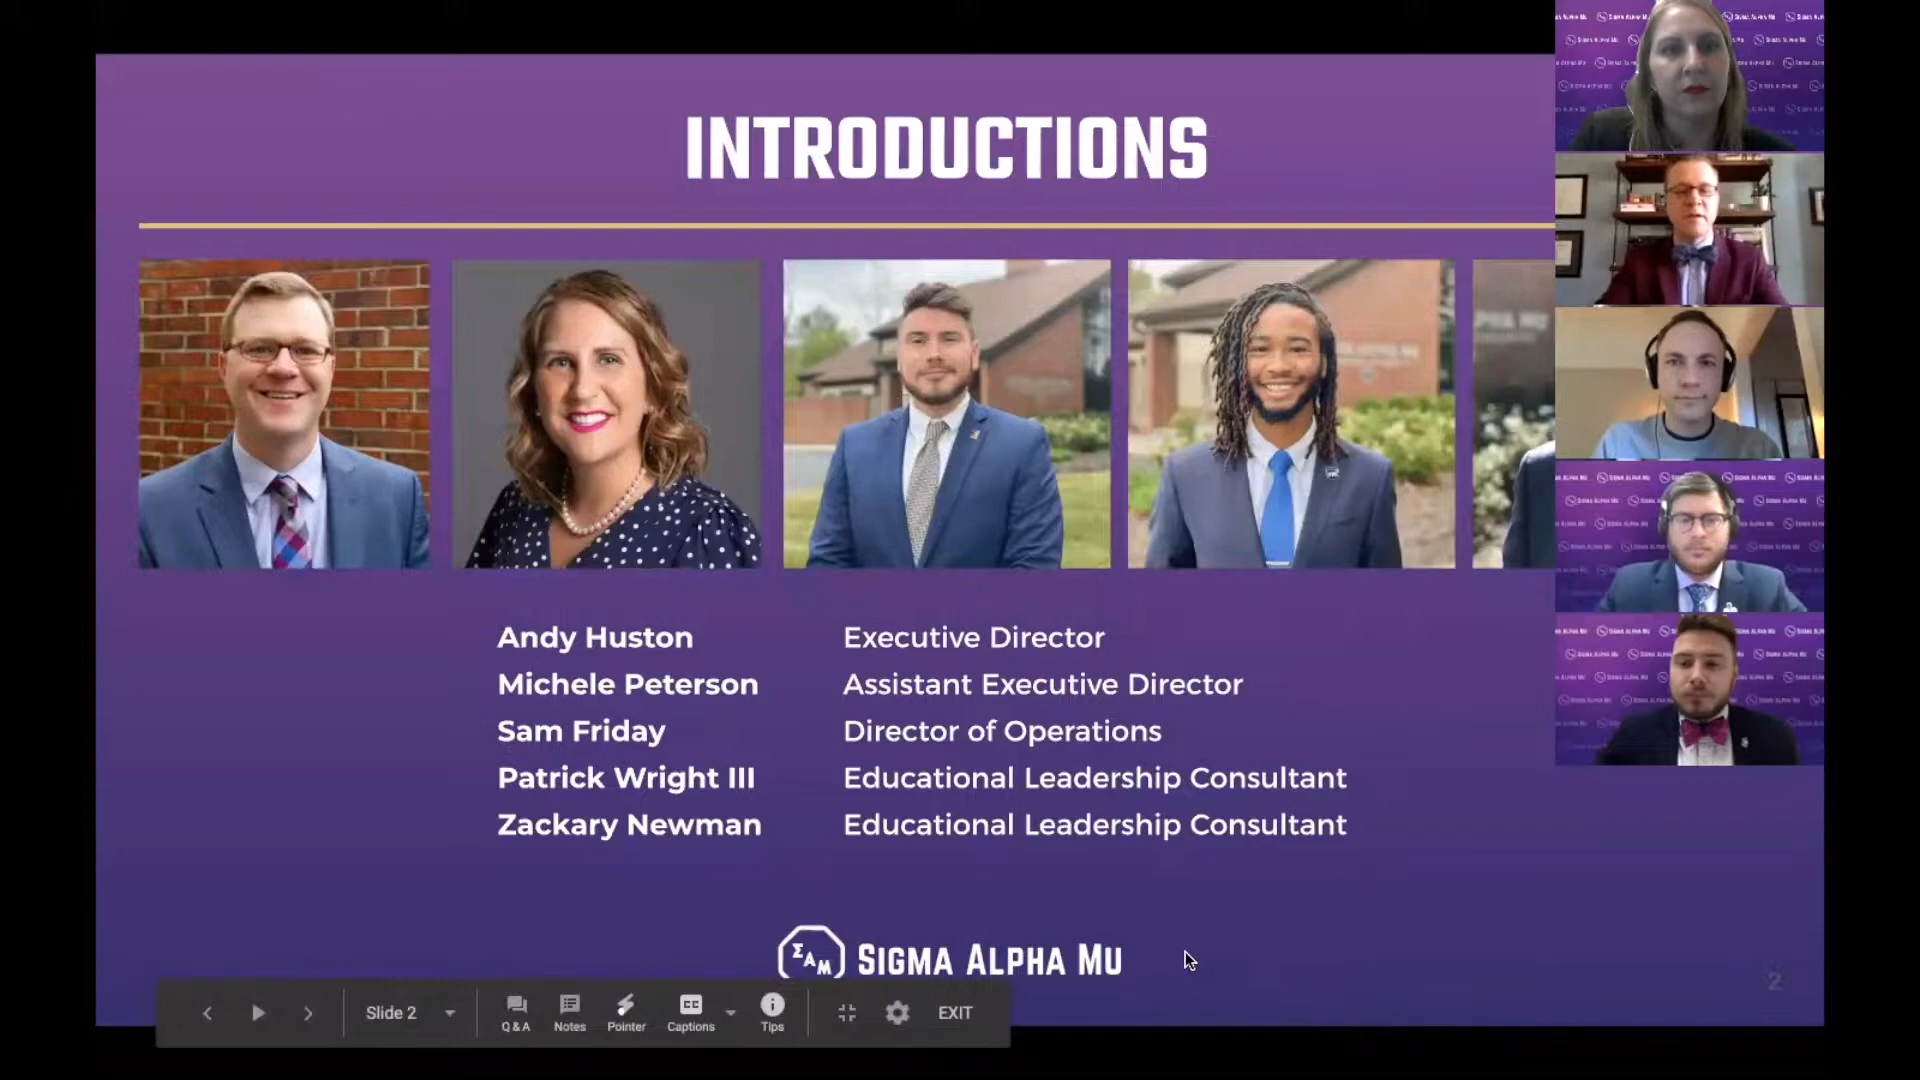 INTRODUCTIONS
Andy Huston Executive Director
Michele Peterson Assistant Executive Director
Sam Friday Director of Operations
Patrick Wright III Educational Leadership Consultant
Zackary Newman Educational Leadership Consultant
ΣAM SIGMA ALPHA MU
2
Slide 2
Q & A
Notes
Pointer
CC
Captions
Tips
EXIT